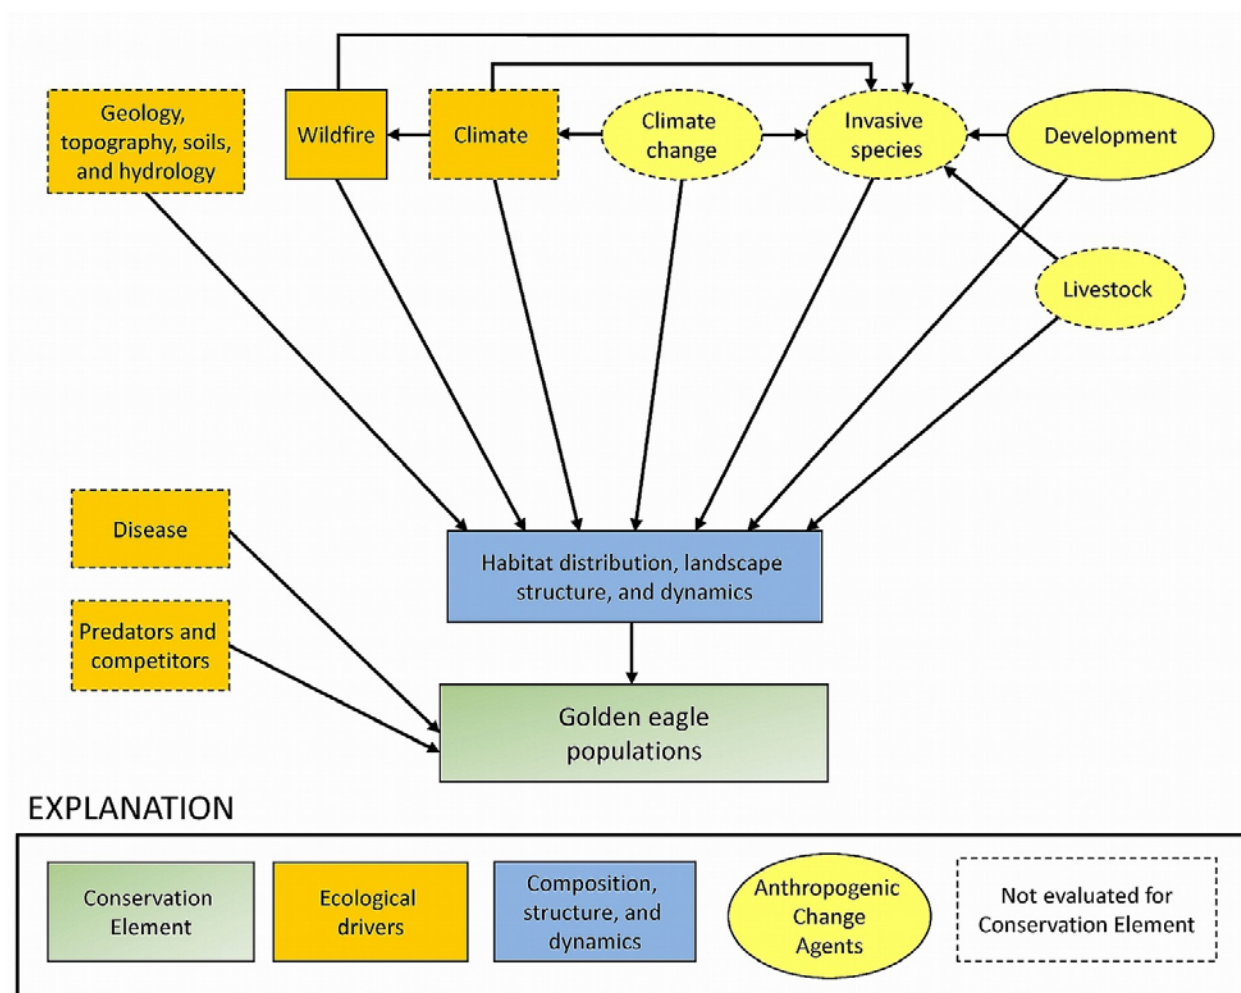 Geology,
topography, soils,
and hydrology
Wildfire
Climate
Climate
change
Invasive
species
Development
Livestock
Disease
Predators and
competitors
Habitat distribution, landscape
structure, and dynamics
Golden eagle
populations
EXPLANATION
Conservation
Element
Ecological
drivers
Composition,
structure, and
dynamics
Anthropogenic
Change
Agents
Not evaluated for
Conservation Element